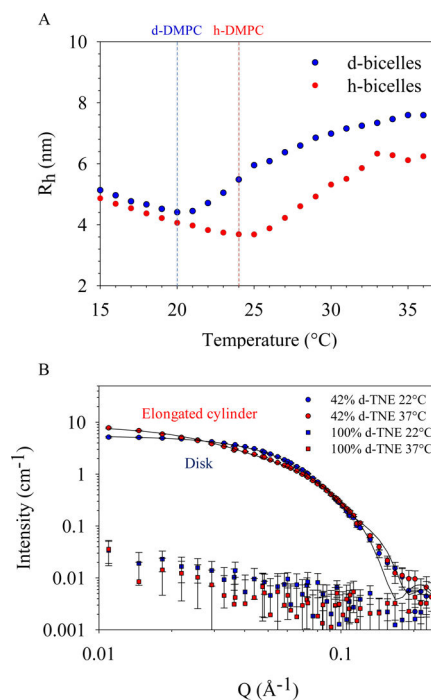 A
d-DMPC h-DMPC
d-bicelles
h-bicelles
10
8
6
4
2
Rh (nm)
15 20 25 30 35
Temperature (°C)
B
100
10
1
0.1
0.01
0.001
Intensity (cm-1)
42% d-TNE 22°C
42% d-TNE 37°C
100% d-TNE 22°C
100% d-TNE 37°C
Elongated cylinder
Disk
0.01 0.1
Q (Å-1)